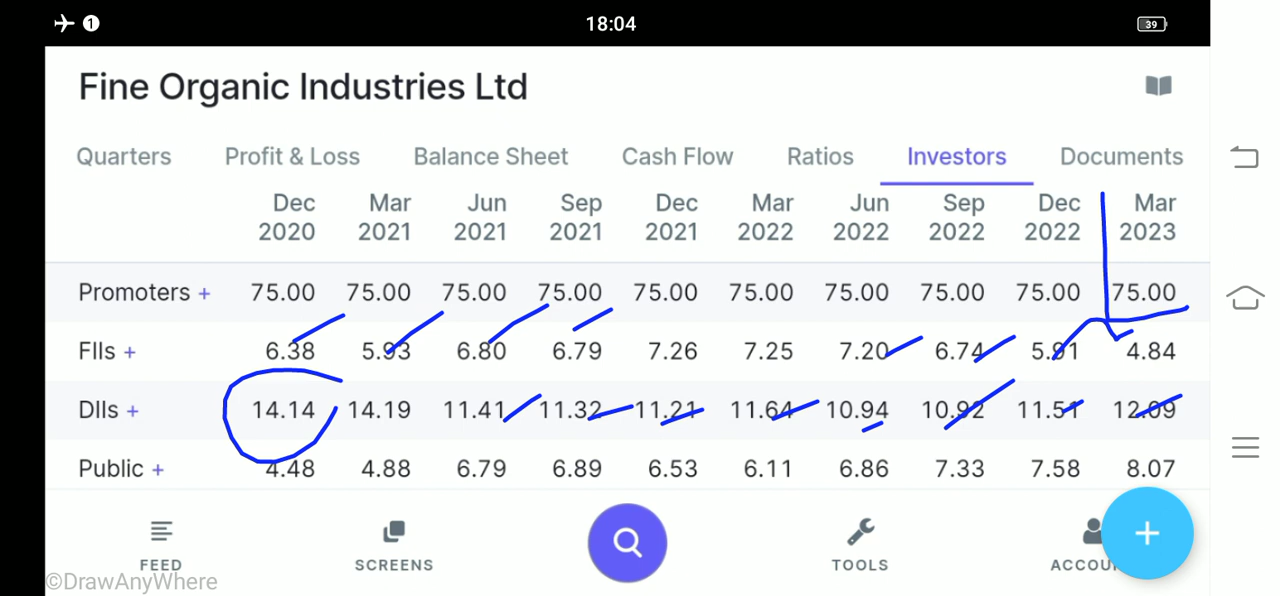 1 18:04 39
Fine Organic Industries Ltd
Quarters Profit & Loss Balance Sheet Cash Flow Ratios Investors Documents
Dec Mar Jun Sep Dec Mar Jun Sep Dec Mar
2020 2021 2021 2021 2021 2022 2022 2022 2022 2023
Promoters + 75.00 75.00 75.00 75.00 75.00 75.00 75.00 75.00 75.00 75.00
FIIs + 6.38 5.93 6.80 6.79 7.26 7.25 7.20 6.74 5.91 4.84
DIIs + 14.14 14.19 11.41 11.32 11.21 11.64 10.94 10.92 11.51 12.09
Public + 4.48 4.88 6.79 6.89 6.53 6.11 6.86 7.33 7.58 8.07
FEED SCREENS TOOLS ACCOU
©DrawAnyWhere